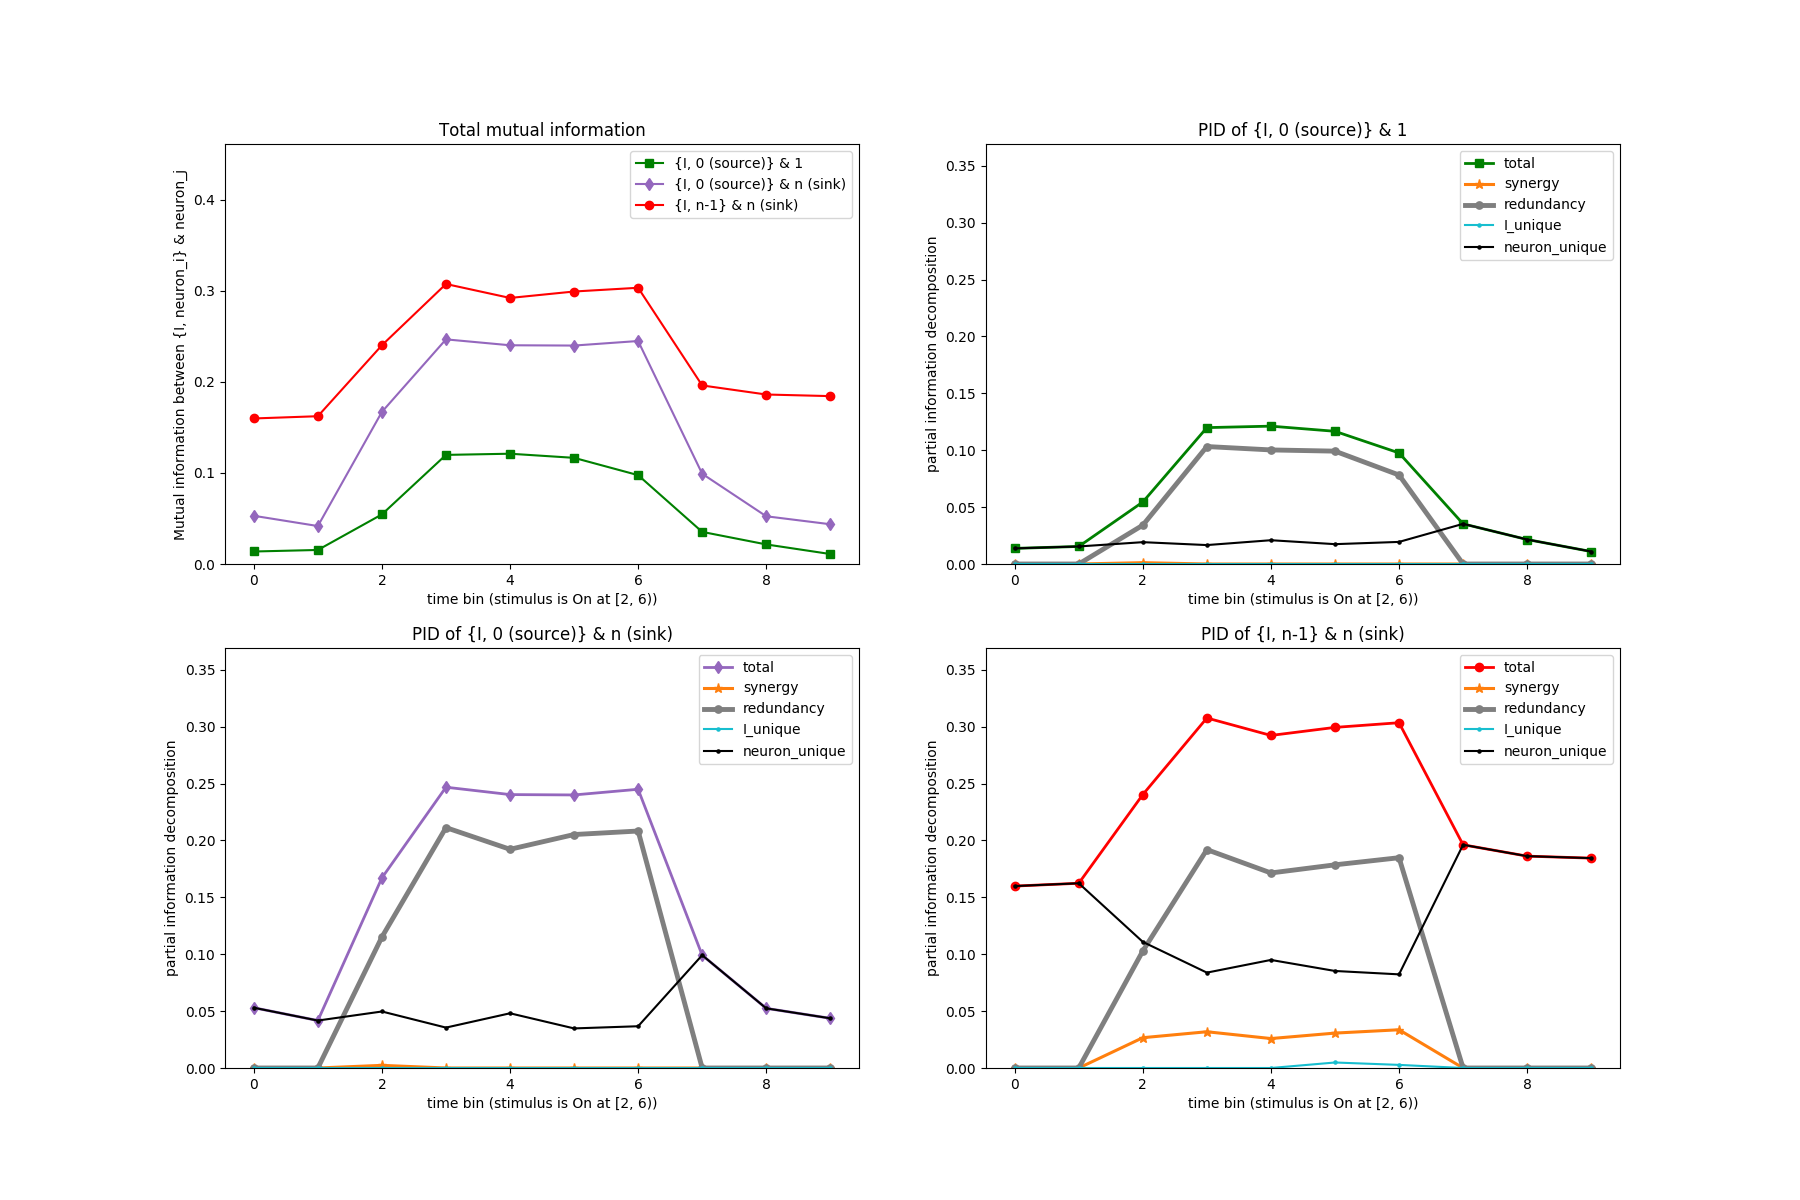 Total mutual information
Mutual information between {I, neuron_i} & neuron_j
0.4
0.3
0.2
0.1
0.0
{I, 0 (source)} & 1
{I, 0 (source)} & n (sink)
{I, n-1} & n (sink)
0 2 4 6 8
time bin (stimulus is On at [2, 6))
PID of {I, 0 (source)} & 1
partial information decomposition
0.35
0.30
0.25
0.20
0.15
0.10
0.05
0.00
total
synergy
redundancy
I_unique
neuron_unique
0 2 4 6 8
time bin (stimulus is On at [2, 6))
PID of {I, 0 (source)} & n (sink)
partial information decomposition
0.35
0.30
0.25
0.20
0.15
0.10
0.05
0.00
total
synergy
redundancy
I_unique
neuron_unique
0 2 4 6 8
time bin (stimulus is On at [2, 6))
PID of {I, n-1} & n (sink)
partial information decomposition
0.35
0.30
0.25
0.20
0.15
0.10
0.05
0.00
total
synergy
redundancy
I_unique
neuron_unique
0 2 4 6 8
time bin (stimulus is On at [2, 6))